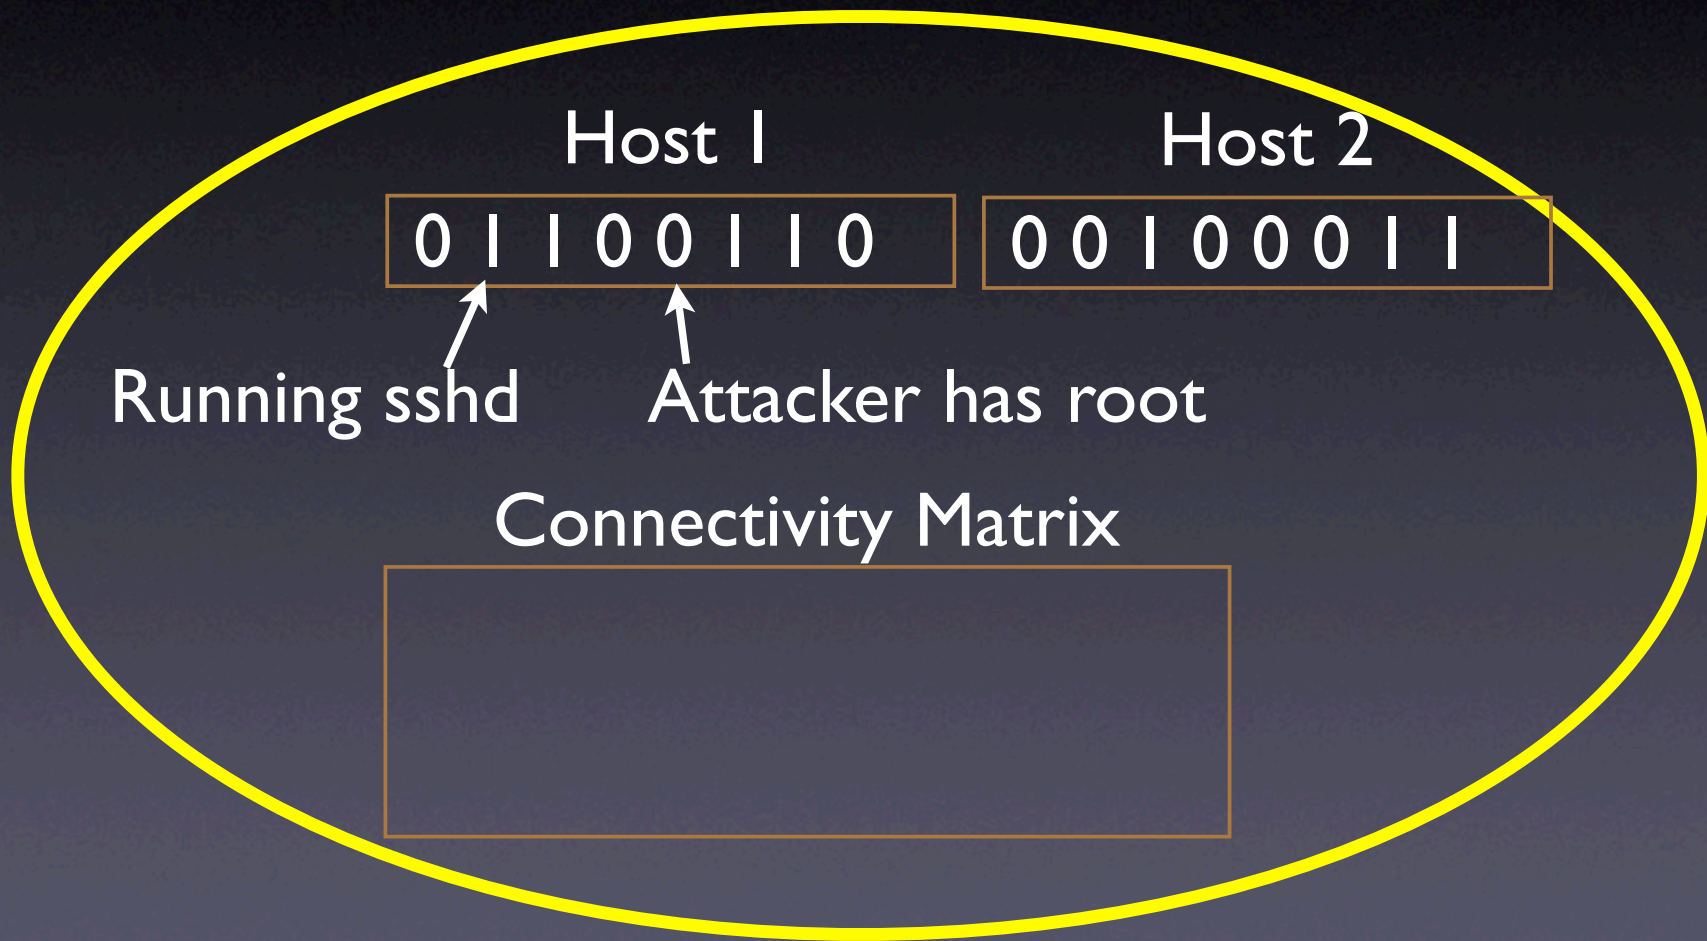 Host 1 Host 2
0 1 1 0 0 1 1 0 0 0 1 0 0 0 1 1
Running sshd Attacker has root
Connectivity Matrix